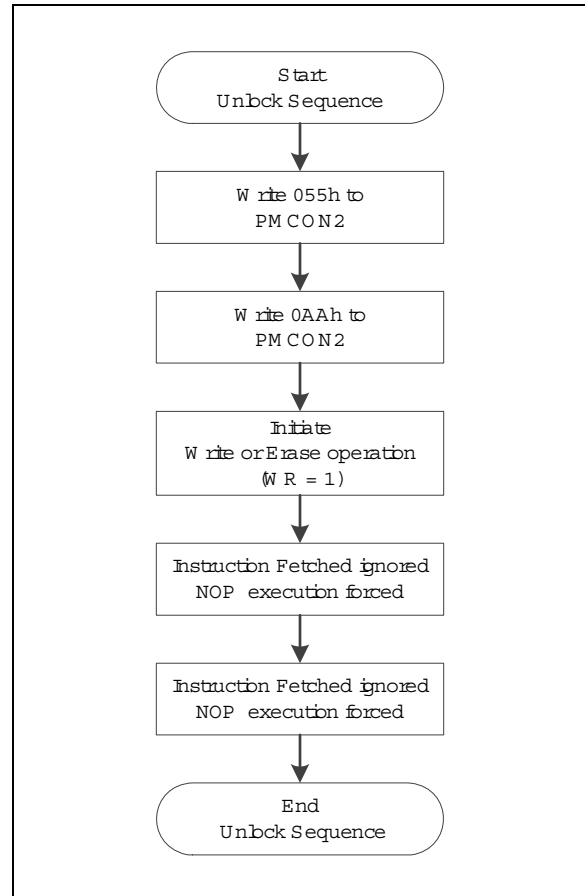 Start
Unlock Sequence
Write 055h to
PMCON2
Write 0AAh to
PMCON2
Initiate
Write or Erase operation
(WR = 1)
Instruction Fetched ignored
NOP execution forced
Instruction Fetched ignored
NOP execution forced
End
Unlock Sequence